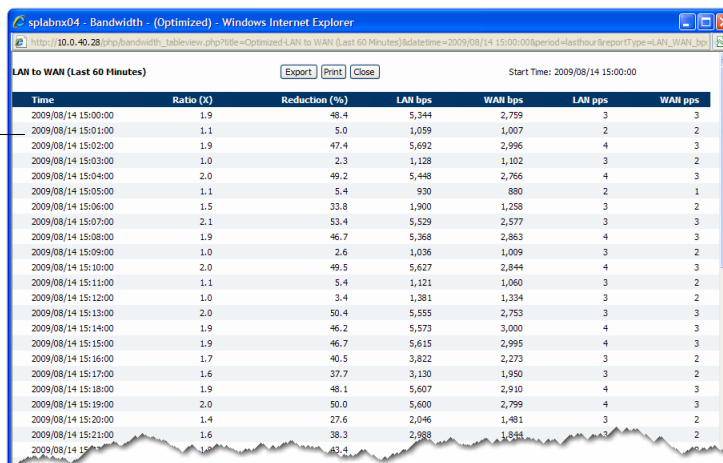 splabnx04 - Bandwidth - (Optimized) - Windows Internet Explorer
http://10.0.40.28/php/bandwidth_tableview.php?title=Optimized-LAN to WAN (Last 60 Minutes)&datetime=2009/08/14 15:00:00&period=lasthour&reportType=LAN_WAN_bp
LAN to WAN (Last 60 Minutes) Export Print Close Start Time: 2009/08/14 15:00:00
Time Ratio (X) Reduction (%) LAN bps WAN bps LAN pps WAN pps
2009/08/14 15:00:00 1.9 48.4 5,344 2,759 3 3
2009/08/14 15:01:00 1.1 5.0 1,059 1,007 2 2
2009/08/14 15:02:00 1.9 47.4 5,692 2,996 4 3
2009/08/14 15:03:00 1.0 2.3 1,128 1,102 3 2
2009/08/14 15:04:00 2.0 49.2 5,448 2,766 4 3
2009/08/14 15:05:00 1.1 5.4 930 880 2 1
2009/08/14 15:06:00 1.5 33.8 1,900 1,258 3 2
2009/08/14 15:07:00 2.1 53.4 5,529 2,577 3 3
2009/08/14 15:08:00 1.9 46.7 5,368 2,863 4 3
2009/08/14 15:09:00 1.0 2.6 1,036 1,009 3 2
2009/08/14 15:10:00 2.0 49.5 5,627 2,844 4 3
2009/08/14 15:11:00 1.1 5.4 1,121 1,060 3 2
2009/08/14 15:12:00 1.0 3.4 1,381 1,334 3 2
2009/08/14 15:13:00 2.0 50.4 5,555 2,753 3 3
2009/08/14 15:14:00 1.9 46.2 5,573 3,000 4 3
2009/08/14 15:15:00 1.9 46.7 5,615 2,995 4 3
2009/08/14 15:16:00 1.7 40.5 3,822 2,273 3 2
2009/08/14 15:17:00 1.6 37.7 3,130 1,950 3 2
2009/08/14 15:18:00 1.9 48.1 5,607 2,910 4 3
2009/08/14 15:19:00 2.0 50.0 5,600 2,799 4 3
2009/08/14 15:20:00 1.4 27.6 2,046 1,481 3 2
2009/08/14 15:21:00 1.6 38.3 2,988 1,844 3 2
2009/08/14 43.4